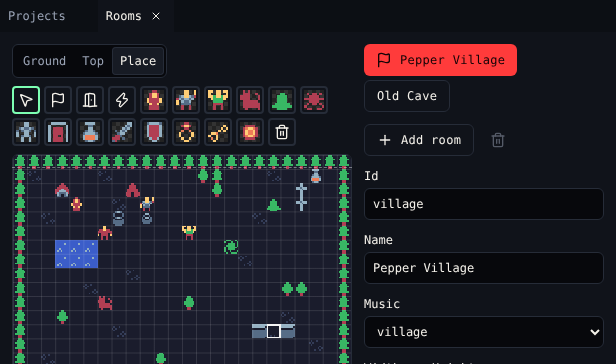 Projects Rooms
Ground Top Place
Pepper Village
Old Cave
Add room
Id
village
Name
Pepper Village
Music
village